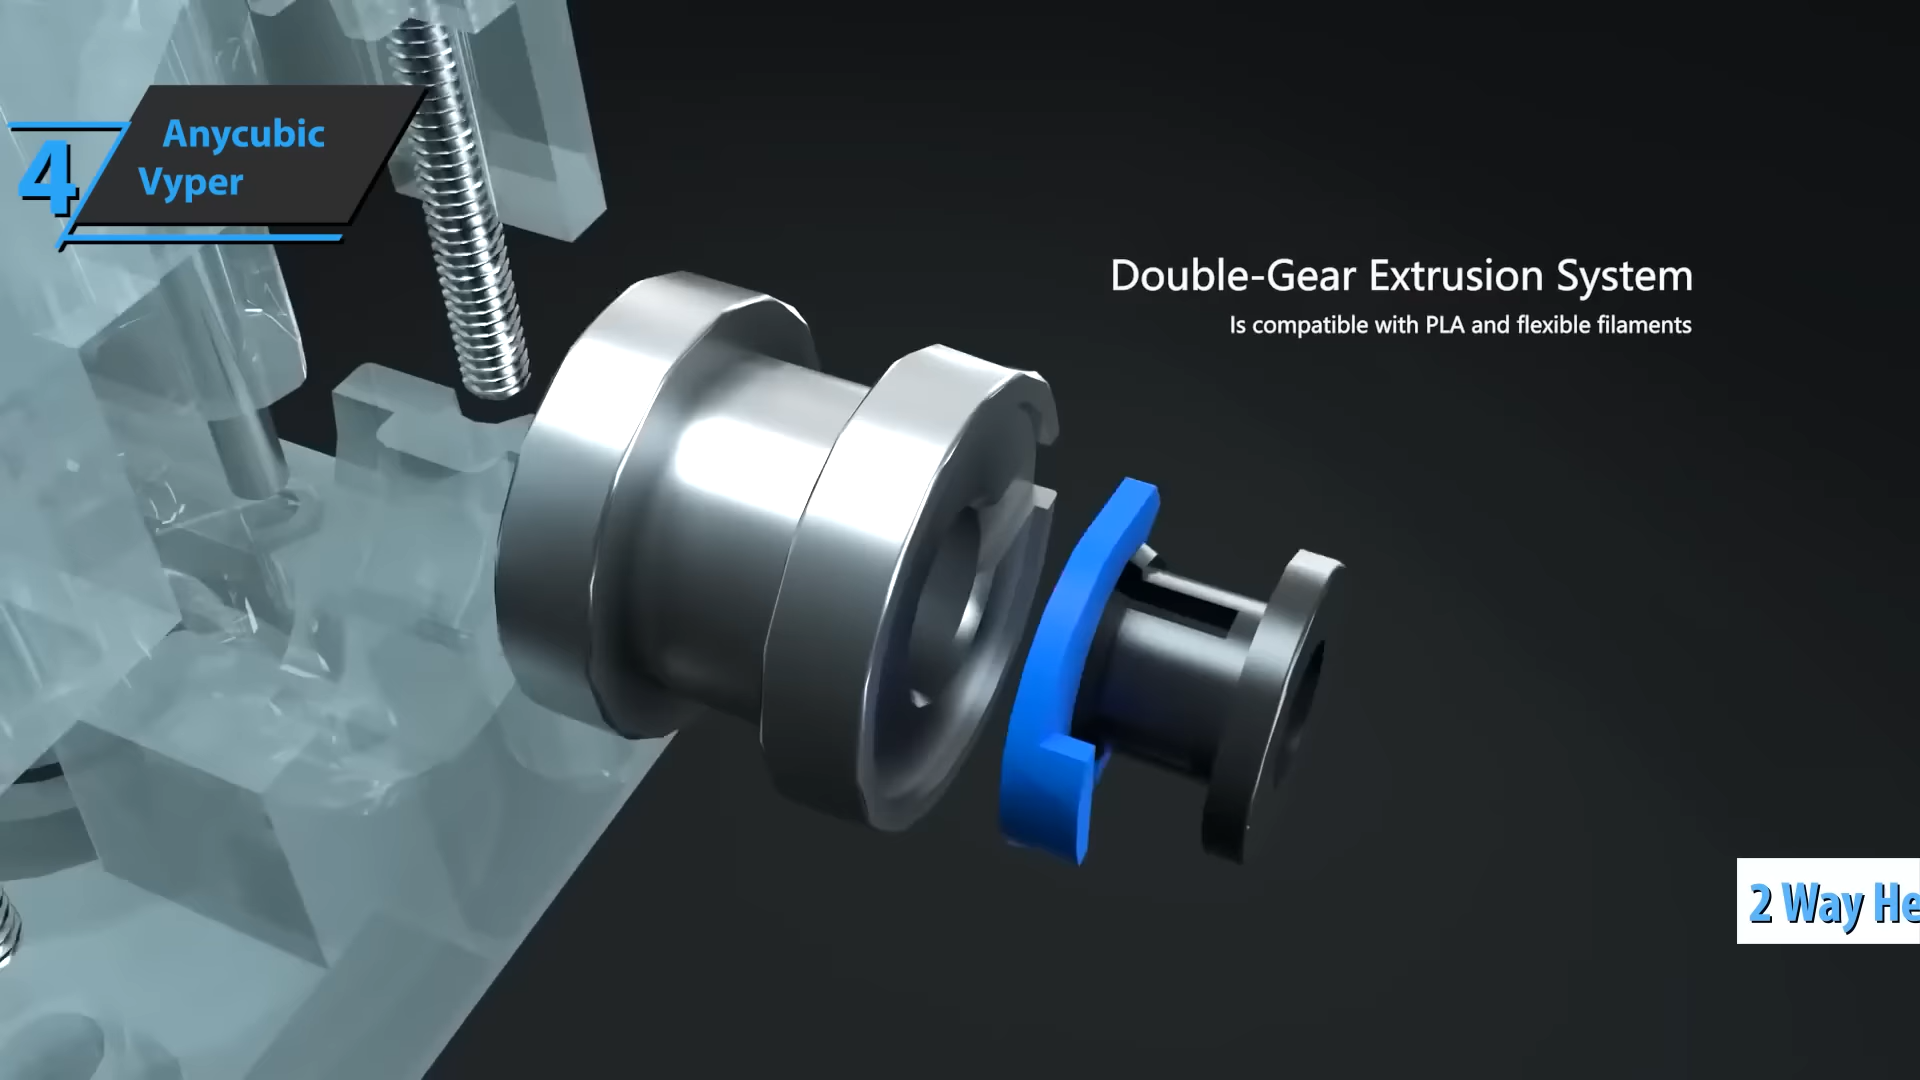 4
Anycubic
Vyper
Double-Gear Extrusion System
Is compatible with PLA and flexible filaments
2 Way He